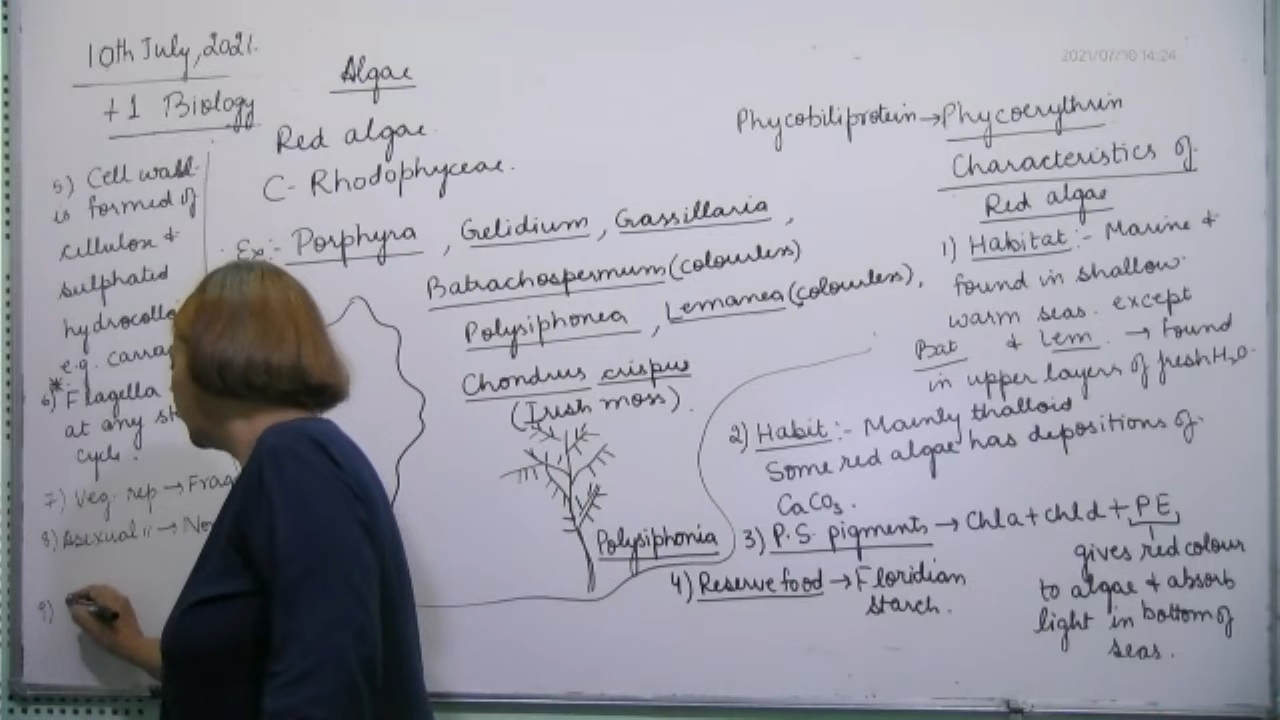 10th July, 2021.
+1 Biology
Algae
Red algae.
C- Rhodophyceae.
Ex:- Porphyra, Gelidium, Gassillaria,
Batrachospermum (colourless)
Polysiphonea, Lemanea (colourless),
Chondrus crispus
(Irish moss).
Polysiphonia
2021/07/10 14:24
Phycobiliprotein→Phycoerythrin
Characteristics of
Red algae
1) Habitat:- Marine &
found in shallow
warm seas. except
Bat & Lem. → found
in upper layers of fresh H2O.
2) Habit:- Mainly thalloid
Some red algae has depositions of
CaCO3.
3) P.S. pigments → Chl a + chl d + PE,
gives red colour
to algae & absorb
light in bottom of
seas.
4) Reserve food → Floridian
starch.
5) Cell wall
is formed of
cellulose &
sulphated
hydrocollo
e.g. carra
6)* Flagella
at any st
cycle.
7) Veg. rep → Frag
8) Asexual " → No
9)